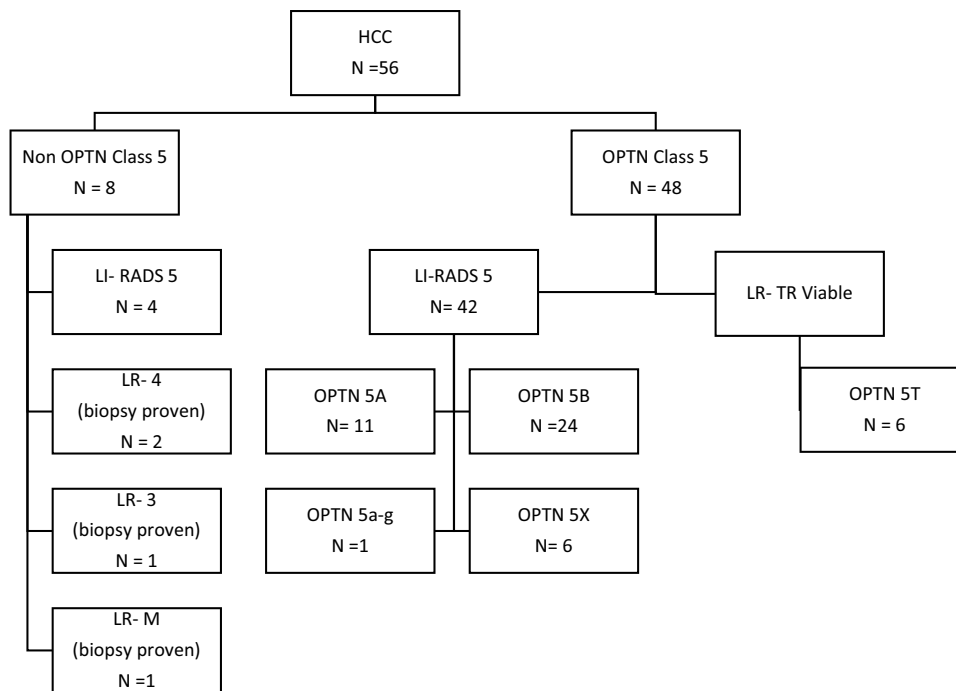 HCC
N =56
Non OPTN Class 5
N = 8
OPTN Class 5
N = 48
LI- RADS 5
N = 4
LI-RADS 5
N= 42
LR- TR Viable
LR- 4
(biopsy proven)
N = 2
OPTN 5A
N= 11
OPTN 5B
N =24
OPTN 5T
N = 6
LR- 3
(biopsy proven)
N = 1
OPTN 5a-g
N =1
OPTN 5X
N= 6
LR- M
(biopsy proven)
N =1